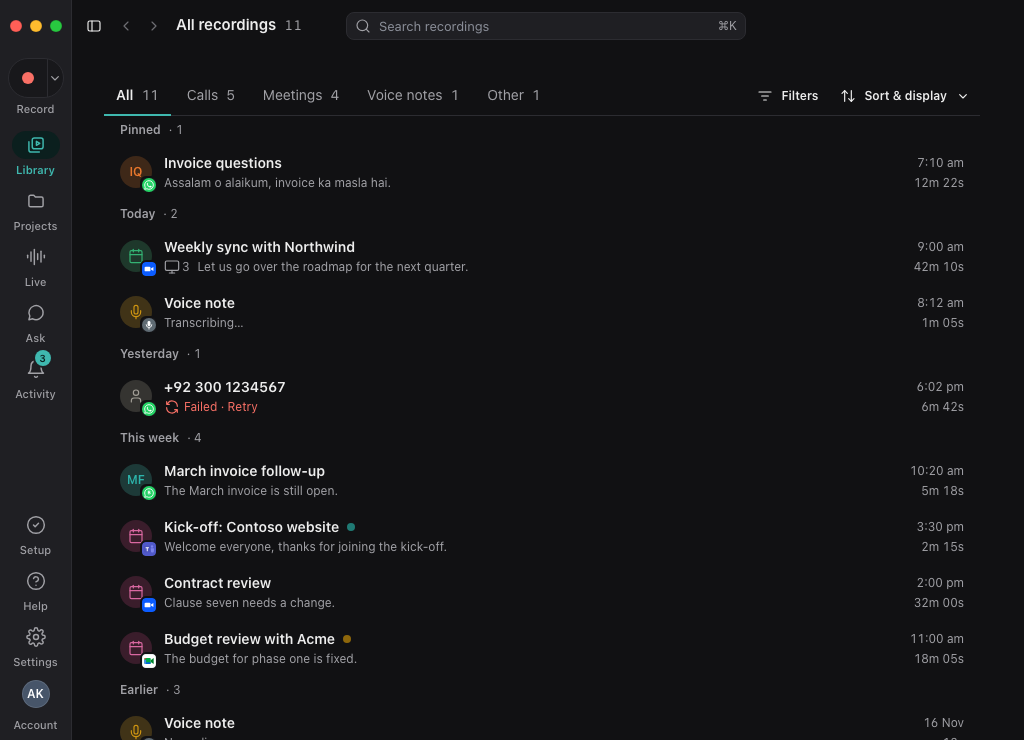 All recordings 11
Search recordings ⌘K
Record
Library
Projects
Live
Ask
3
Activity
Setup
Help
Settings
AK
Account
All 11 Calls 5 Meetings 4 Voice notes 1 Other 1 Filters Sort & display
Pinned · 1
IQ Invoice questions 7:10 am
Assalam o alaikum, invoice ka masla hai. 12m 22s
Today · 2
Weekly sync with Northwind 9:00 am
3 Let us go over the roadmap for the next quarter. 42m 10s
Voice note 8:12 am
Transcribing… 1m 05s
Yesterday · 1
+92 300 1234567 6:02 pm
Failed · Retry 6m 42s
This week · 4
MF March invoice follow-up 10:20 am
The March invoice is still open. 5m 18s
Kick-off: Contoso website 3:30 pm
Welcome everyone, thanks for joining the kick-off. 2m 15s
Contract review 2:00 pm
Clause seven needs a change. 32m 00s
Budget review with Acme 11:00 am
The budget for phase one is fixed. 18m 05s
Earlier · 3
Voice note 16 Nov